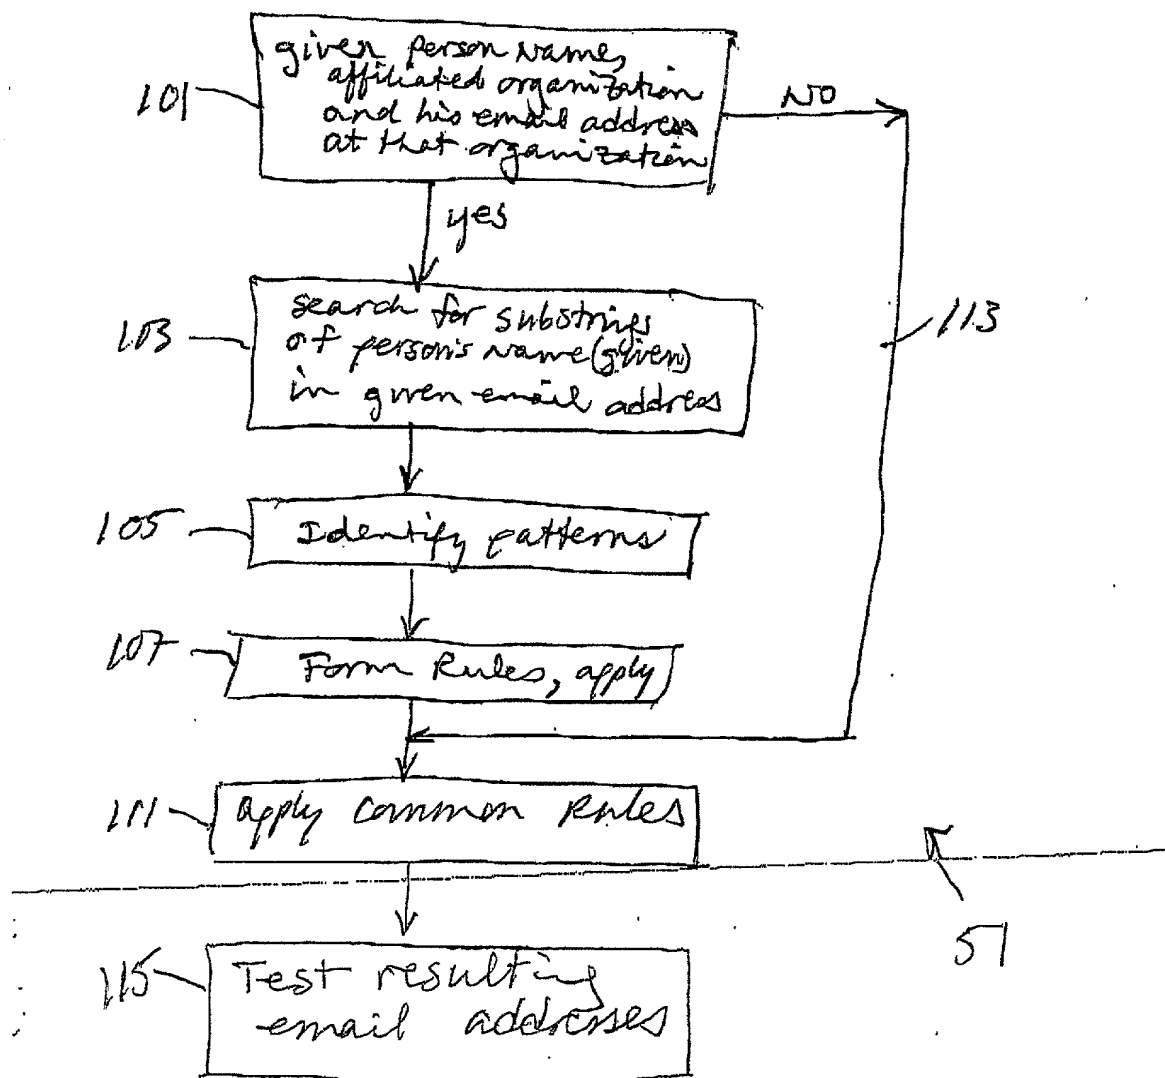 given person name,
affiliated organization
and his email address
at that organization
101
NO
yes
search for substrings
of person's name (given)
in given email address
103
113
Identify patterns
105
Form Rules, apply
107
apply common Rules
111
51
Test resulting
email addresses
115